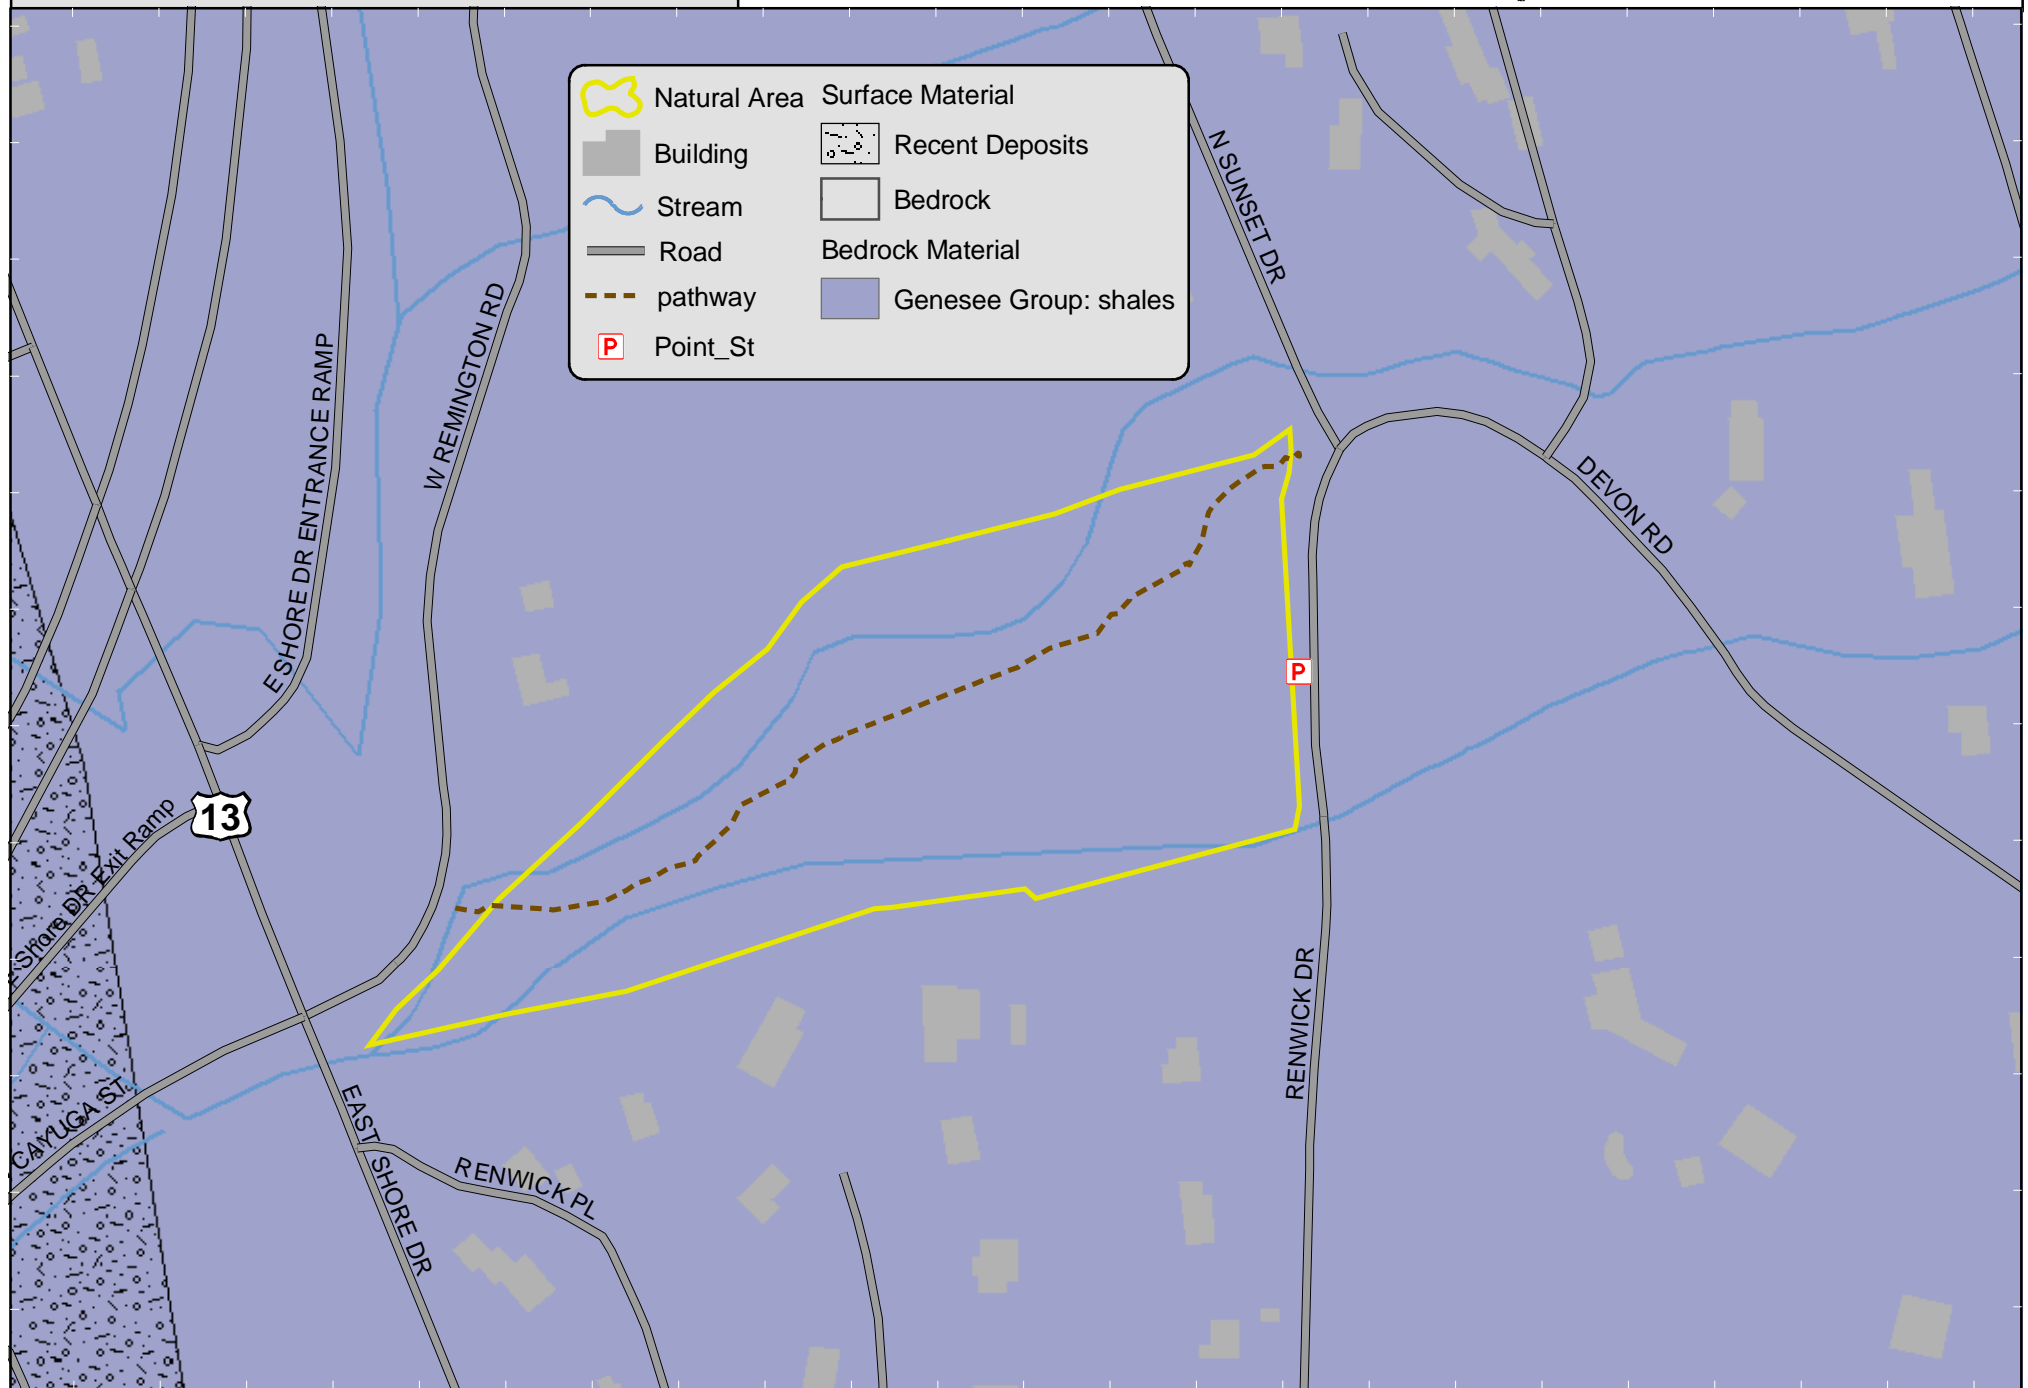 Natural Area
Surface Material
Building
Recent Deposits
Stream
Bedrock
Road
Bedrock Material
pathway
Genesee Group: shales
P
Point_St
N SUNSET DR
W REMINGTON RD
E SHORE DR ENTRANCE RAMP
DEVON RD
P
13
E Shore DR Exit Ramp
RENWICK DR
CAYUGA ST
EAST SHORE DR
RENWICK PL